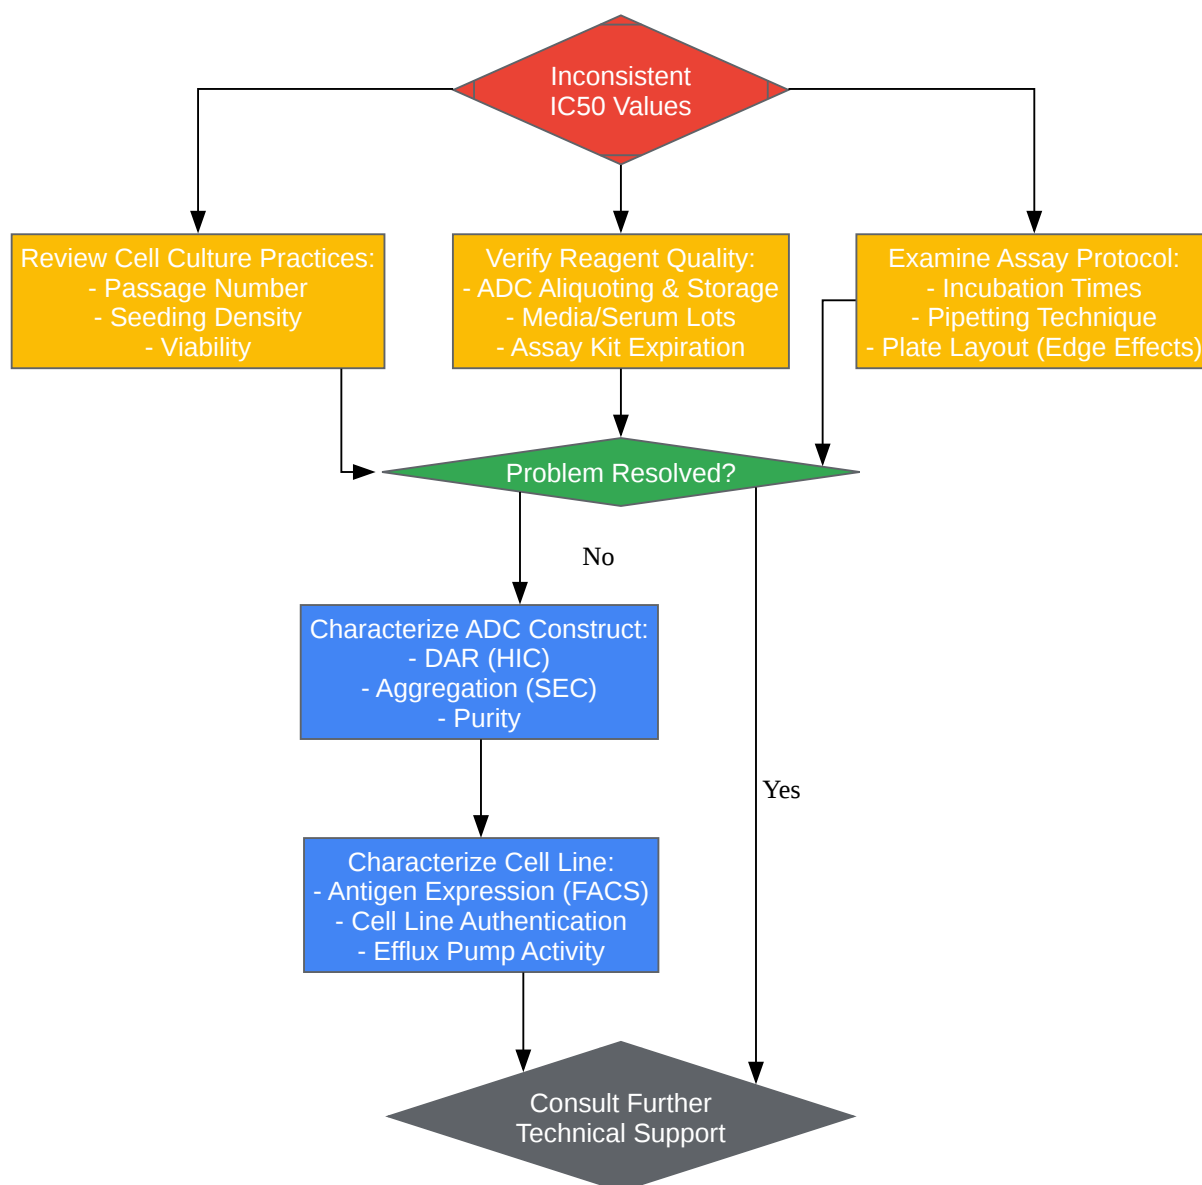 Inconsistent
IC50 Values
Review Cell Culture Practices:
- Passage Number
- Seeding Density
- Viability
Verify Reagent Quality:
- ADC Aliquoting & Storage
- Media/Serum Lots
- Assay Kit Expiration
Examine Assay Protocol:
- Incubation Times
- Pipetting Technique
- Plate Layout (Edge Effects)
Problem Resolved?
No
Characterize ADC Construct:
- DAR (HIC)
- Aggregation (SEC)
- Purity
Yes
Characterize Cell Line:
- Antigen Expression (FACS)
- Cell Line Authentication
- Efflux Pump Activity
Consult Further
Technical Support